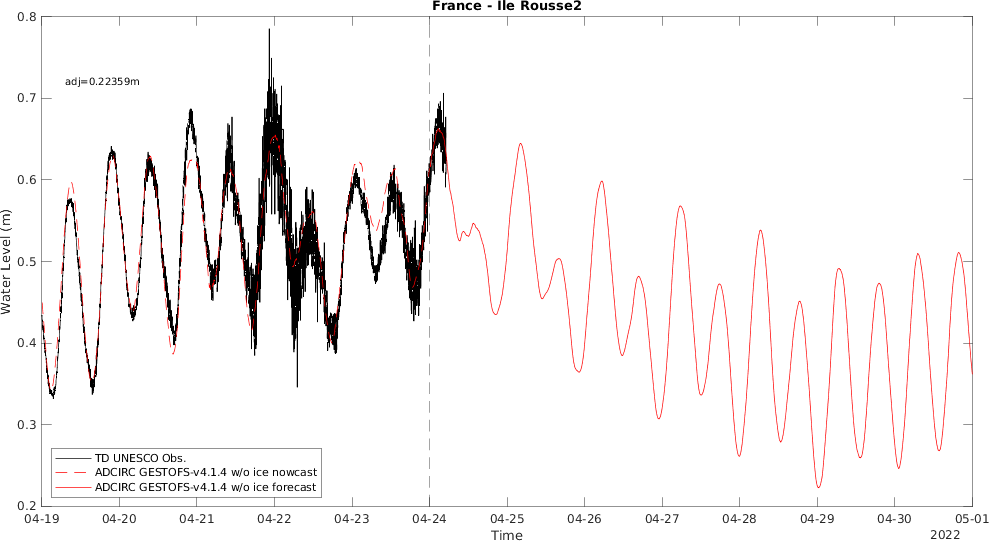 France - Ile Rousse2
0.8
0.7
0.6
0.5
0.4
0.3
0.2
Water Level (m)
adj=0.22359m
TD UNESCO Obs.
ADCIRC GESTOFS-v4.1.4 w/o ice nowcast
ADCIRC GESTOFS-v4.1.4 w/o ice forecast
04-19 04-20 04-21 04-22 04-23 04-24 04-25 04-26 04-27 04-28 04-29 04-30 05-01
Time
2022